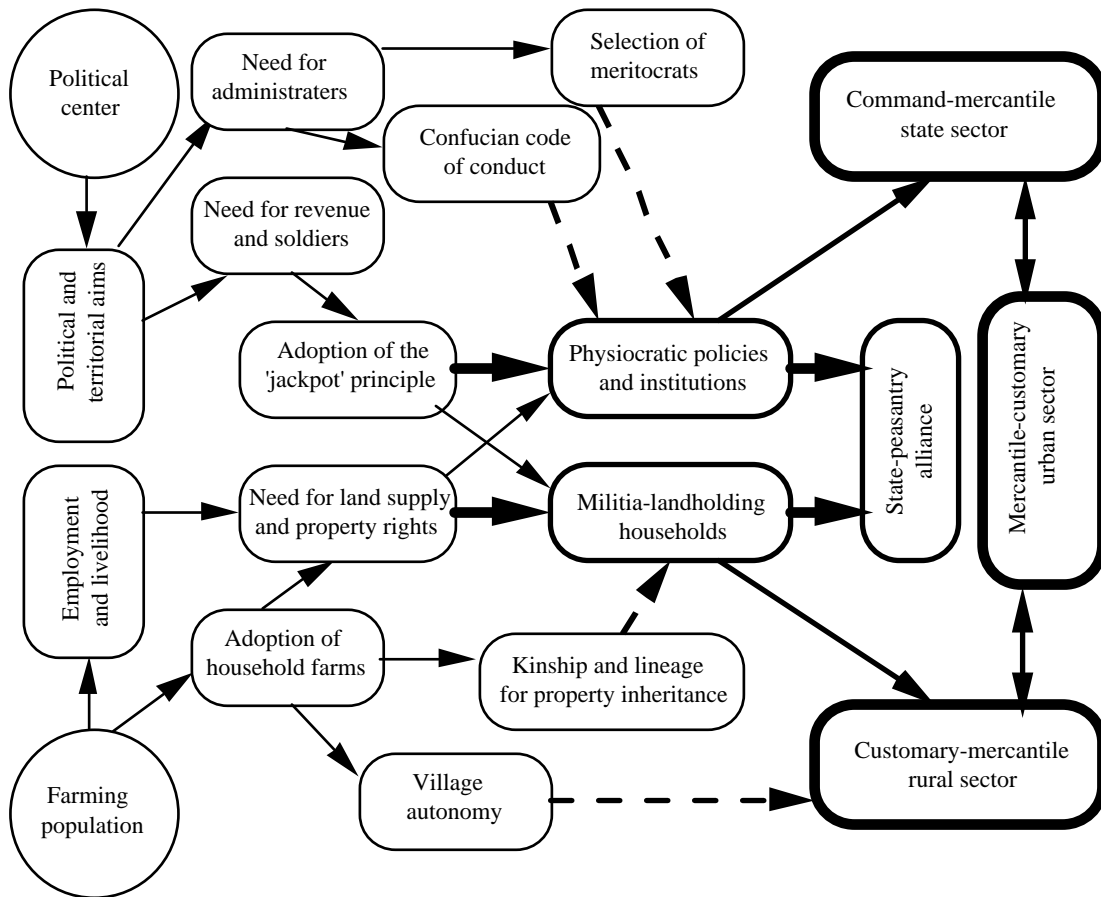 Political
center
Need for
administraters
Selection of
meritocrats
Command-mercantile
state sector
Confucian code
of conduct
Need for revenue
and soldiers
Political and
territorial aims
Adoption of the
'jackpot' principle
Physiocratic policies
and institutions
State-peasantry
alliance
Mercantile-customary
urban sector
Employment
and livelihood
Need for land supply
and property rights
Militia-landholding
households
Adoption of
household farms
Kinship and lineage
for property inheritance
Customary-mercantile
rural sector
Village
autonomy
Farming
population